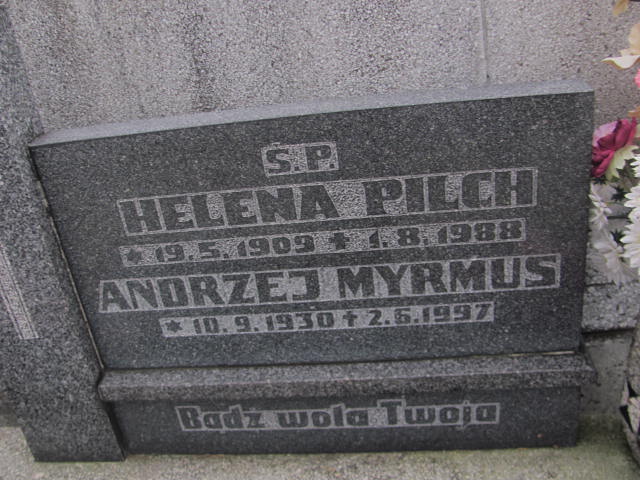 Ś.P.
HELENA PILCH
* 19.5.1909 ✝ 1.8.1988
ANDRZEJ MYRMUS
* 10.9.1930 ✝ 2.6.1997
Bądź wola Twoja